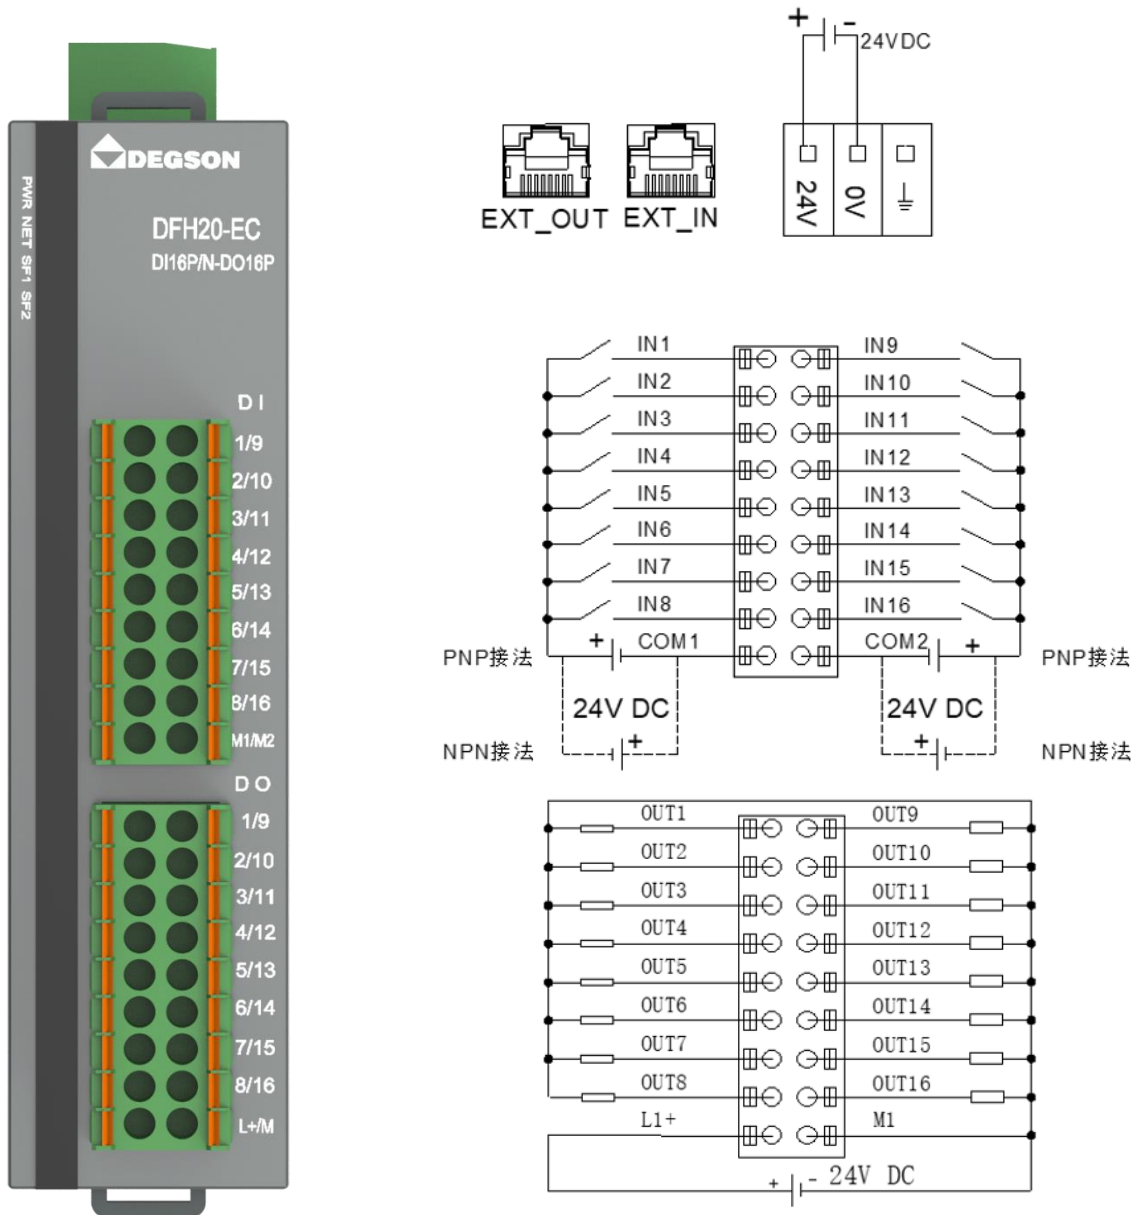 DEGSON
DFH20-EC
DI16P/N-DO16P
PWR NET SF1 SF2
DI
1/9
2/10
3/11
4/12
5/13
6/14
7/15
8/16
M1/M2
DO
1/9
2/10
3/11
4/12
5/13
6/14
7/15
8/16
L+/M
+ - 24VDC
EXT_OUT EXT_IN
24V 0V
IN1 IN9
IN2 IN10
IN3 IN11
IN4 IN12
IN5 IN13
IN6 IN14
IN7 IN15
IN8 IN16
PNP接法 + COM1 COM2 + PNP接法
24V DC 24V DC
NPN接法 + + NPN接法
OUT1 OUT9
OUT2 OUT10
OUT3 OUT11
OUT4 OUT12
OUT5 OUT13
OUT6 OUT14
OUT7 OUT15
OUT8 OUT16
L1+ M1
+ - 24V DC